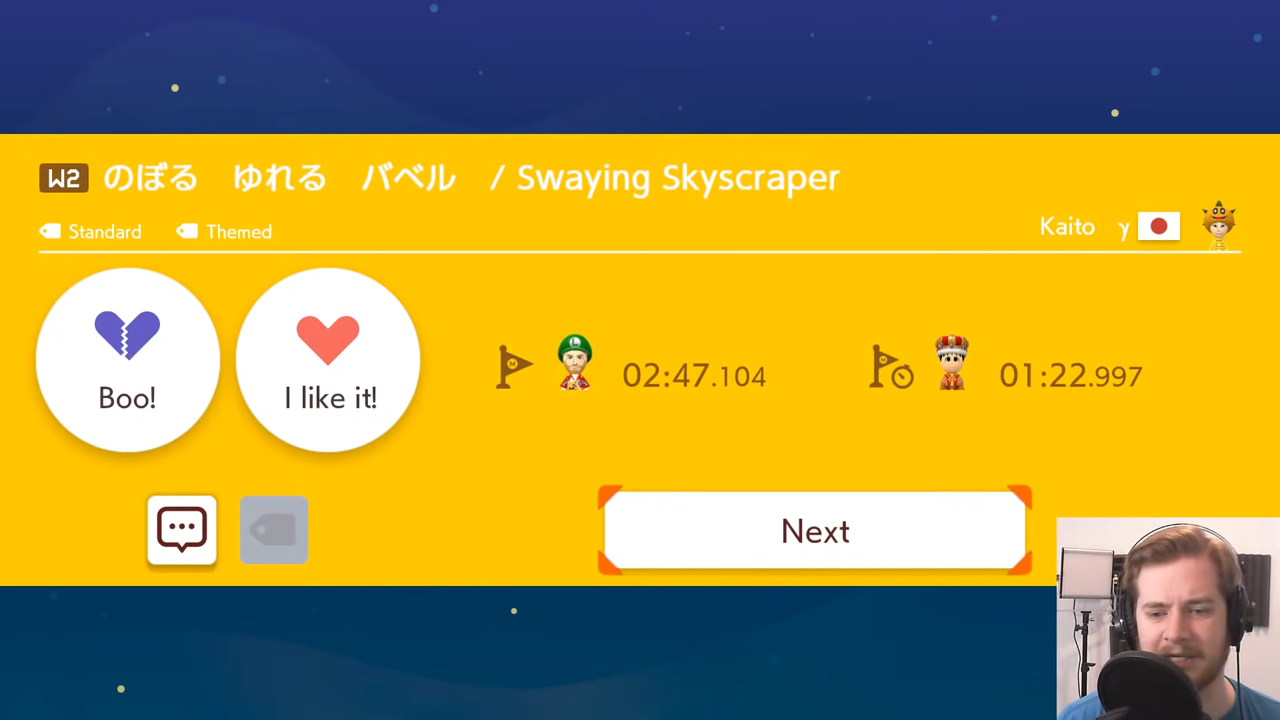 W2 のぼる ゆれる バベル / Swaying Skyscraper
Standard Themed
Kaito γ
Boo!
I like it!
M 02:47.104
M 01:22.997
L
Next